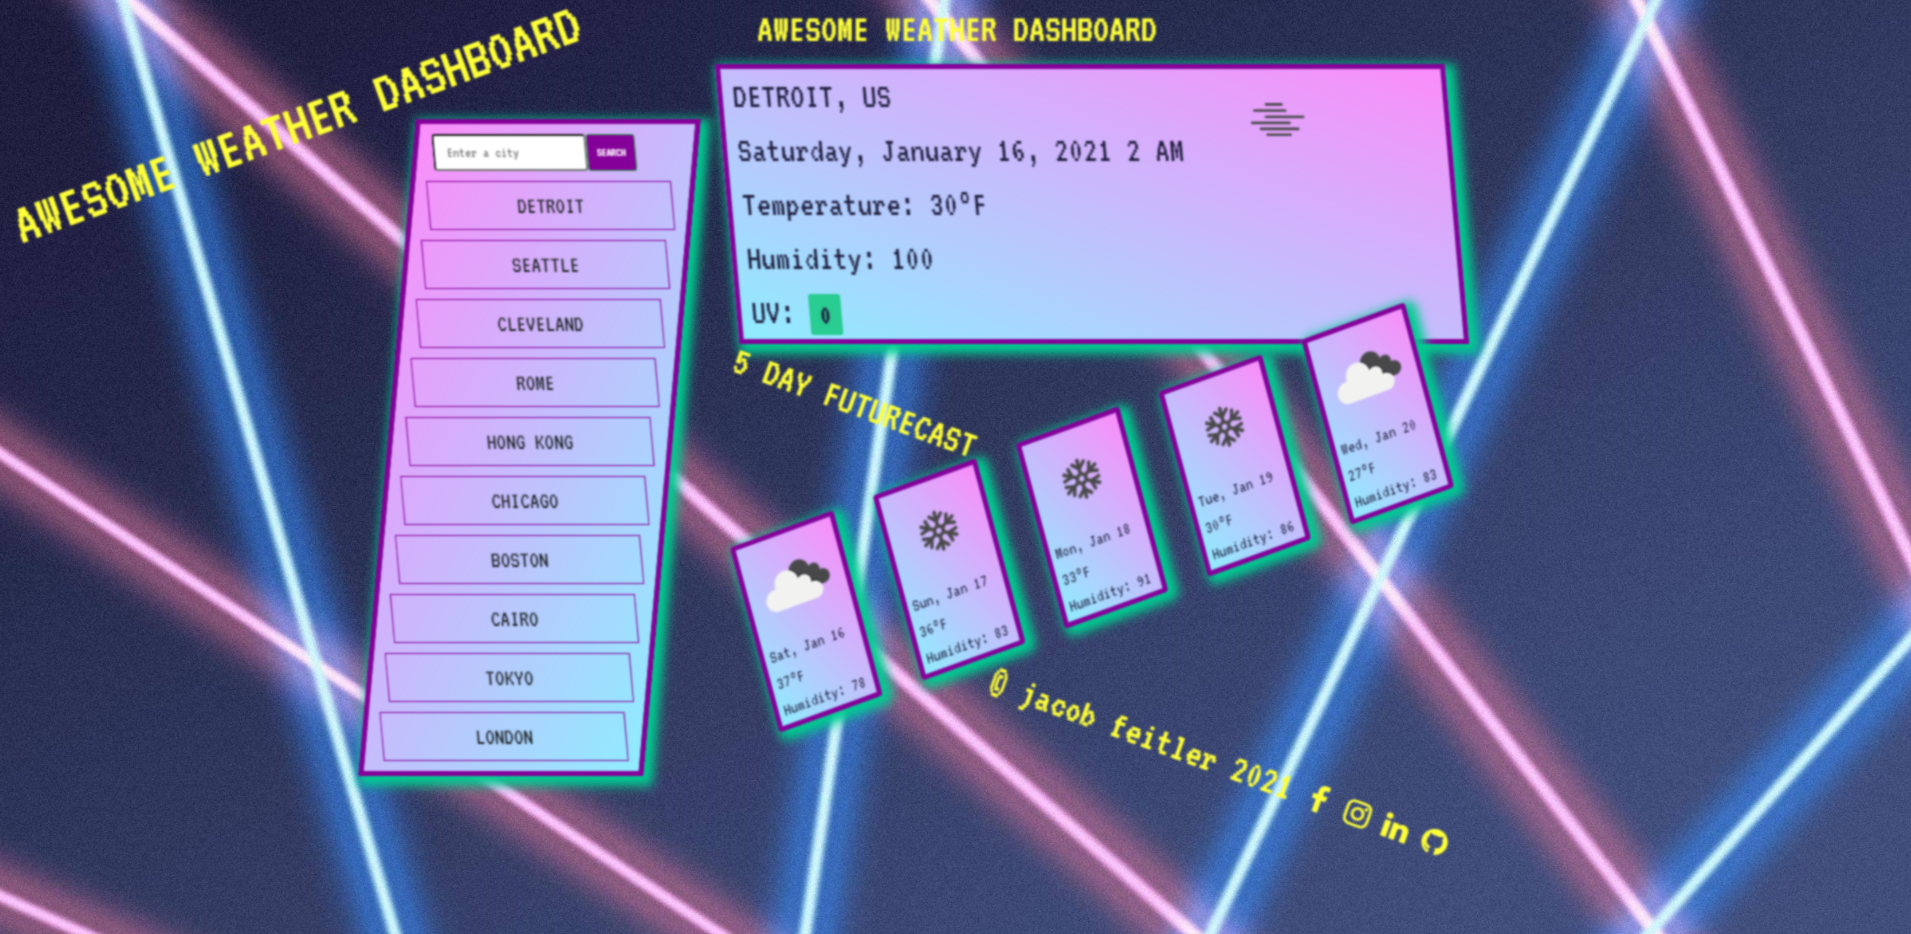 AWESOME WEATHER DASHBOARD
Enter a city
SEARCH
DETROIT
SEATTLE
CLEVELAND
ROME
HONG KONG
CHICAGO
BOSTON
CAIRO
TOKYO
LONDON
AWESOME WEATHER DASHBOARD
DETROIT, US
Saturday, January 16, 2021 2 AM
Temperature: 30°F
Humidity: 100
UV: 0
5 DAY FUTURECAST
Sat, Jan 16
37°F
Humidity: 78
Sun, Jan 17
36°F
Humidity: 83
Mon, Jan 18
33°F
Humidity: 91
Tue, Jan 19
30°F
Humidity: 86
Wed, Jan 20
27°F
Humidity: 83
@ jacob feitler 2021